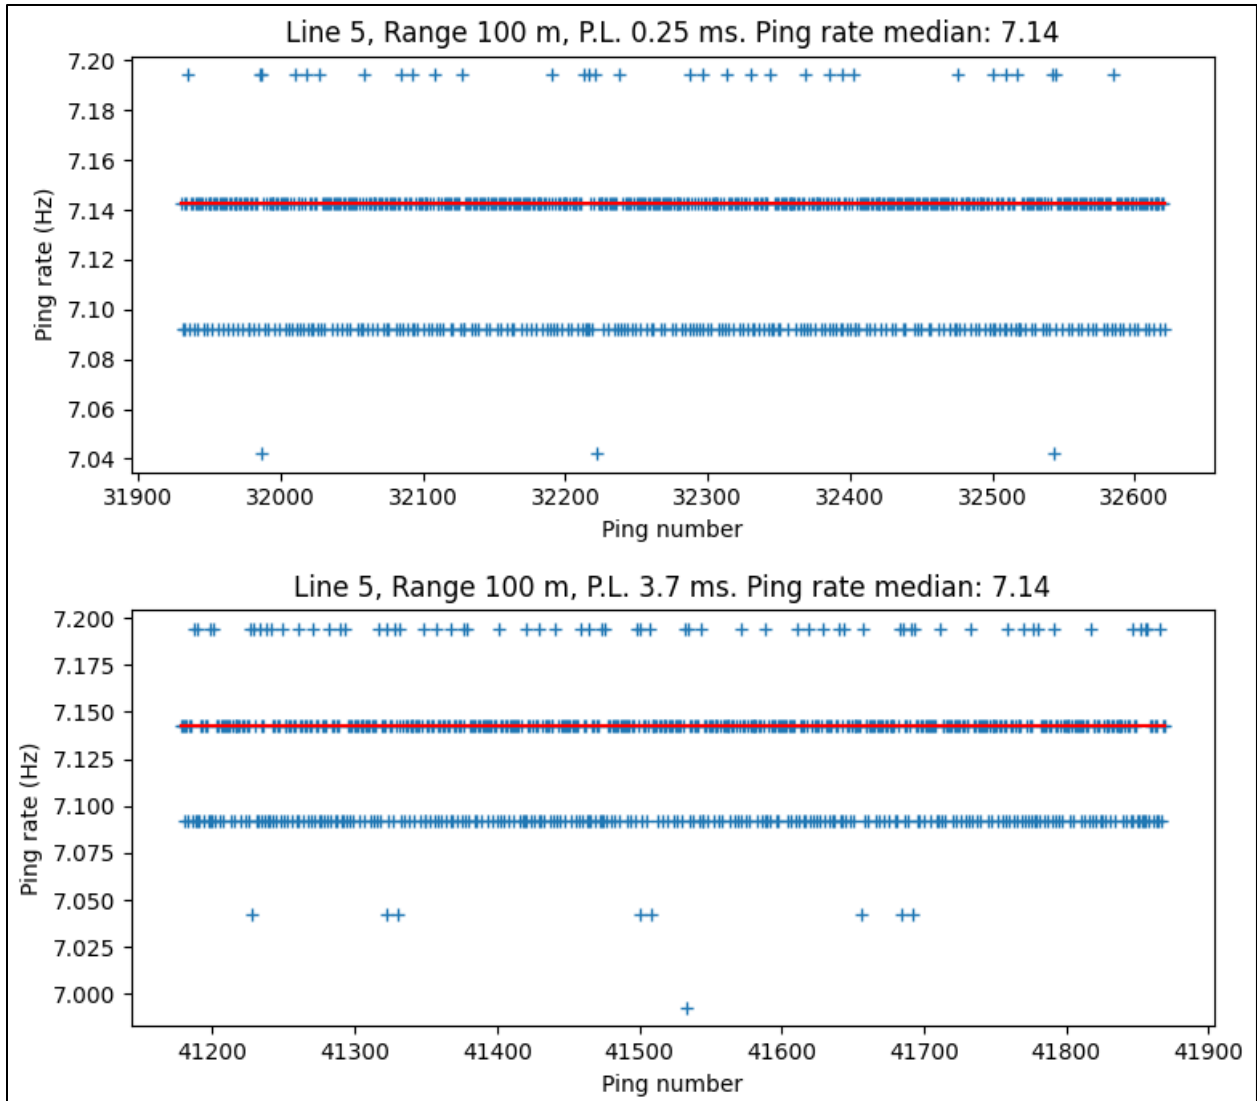 Line 5, Range 100 m, P.L. 0.25 ms. Ping rate median: 7.14
7.20
7.18
7.16
7.14
7.12
7.10
7.08
7.06
7.04
Ping rate (Hz)
31900 32000 32100 32200 32300 32400 32500 32600
Ping number
Line 5, Range 100 m, P.L. 3.7 ms. Ping rate median: 7.14
7.200
7.175
7.150
7.125
7.100
7.075
7.050
7.025
7.000
Ping rate (Hz)
41200 41300 41400 41500 41600 41700 41800 41900
Ping number